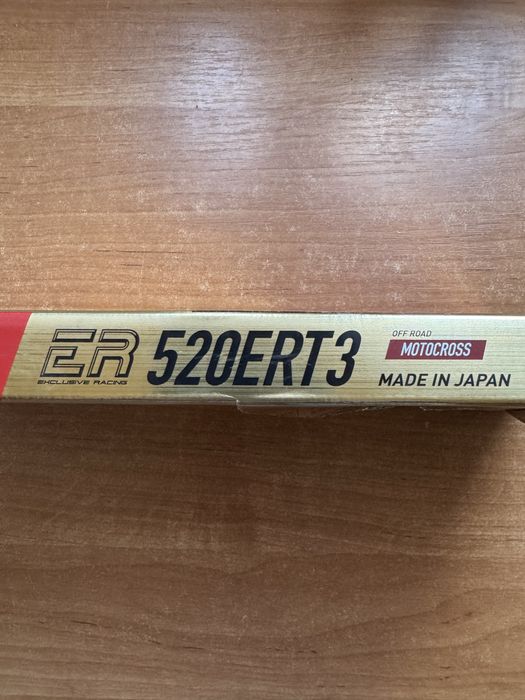 ER
EXCLUSIVE RACING
520ERT3
OFF ROAD
MOTOCROSS
MADE IN JAPAN